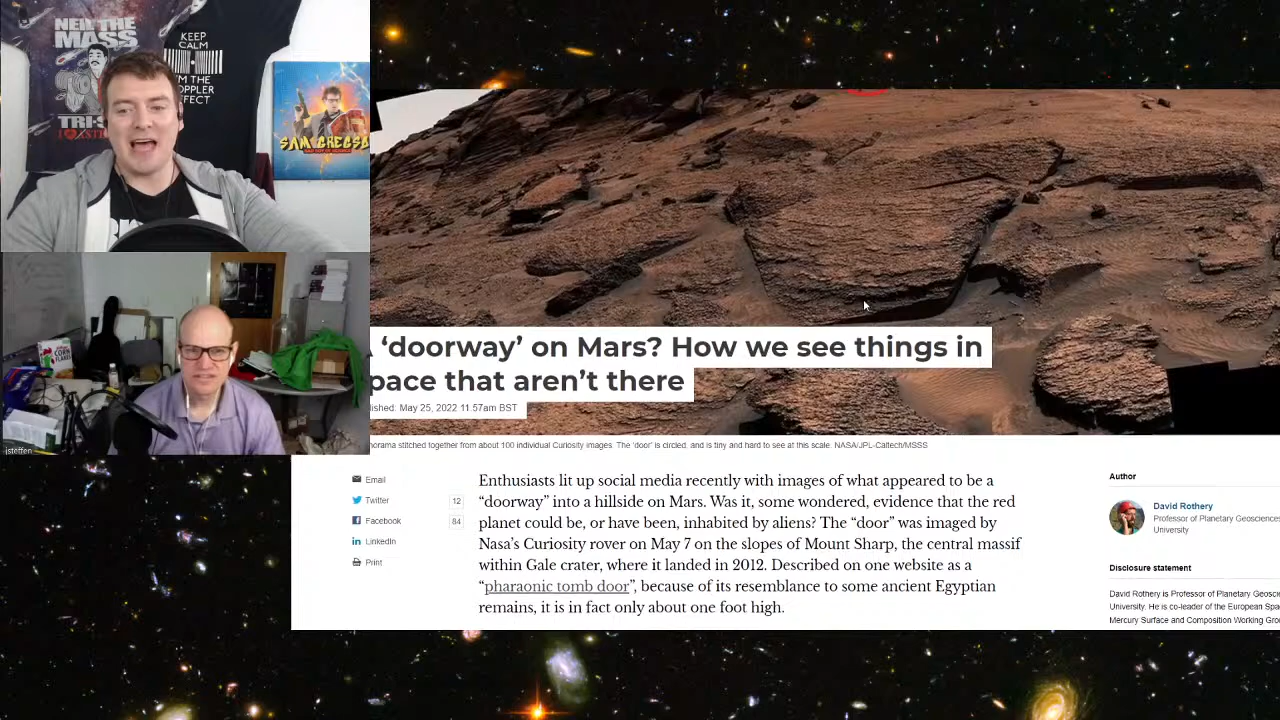 NEIL THE
MASS
TRI-S
I ASTR
KEEP
CALM
I'M THE
DOPPLER
EFFECT
SAM GREGSO
CORN
FLAKES
jsteffen
‘doorway’ on Mars? How we see things in
pace that aren’t there
lished: May 25, 2022 11.57am BST
norama stitched together from about 100 individual Curiosity images: The ‘door’ is circled, and is tiny and hard to see at this scale. NASA/JPL-Caltech/MSSS
Email
Twitter 12
Facebook 84
LinkedIn
Print
Enthusiasts lit up social media recently with images of what appeared to be a
“doorway” into a hillside on Mars. Was it, some wondered, evidence that the red
planet could be, or have been, inhabited by aliens? The “door” was imaged by
Nasa’s Curiosity rover on May 7 on the slopes of Mount Sharp, the central massif
within Gale crater, where it landed in 2012. Described on one website as a
“pharaonic tomb door”, because of its resemblance to some ancient Egyptian
remains, it is in fact only about one foot high.
Author
David Rothery
Professor of Planetary Geosciences
University
Disclosure statement
David Rothery is Professor of Planetary Geoscie
University. He is co-leader of the European Spa
Mercury Surface and Composition Working Gro